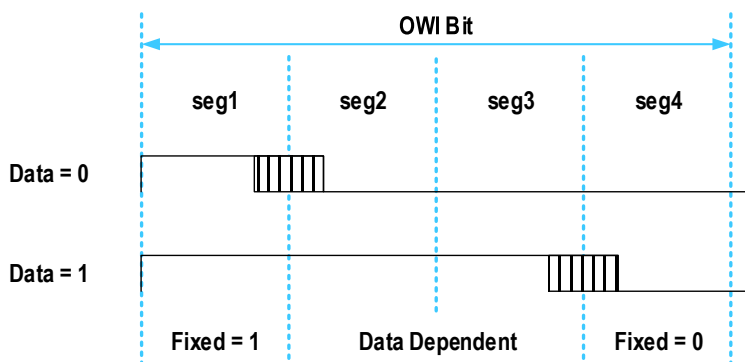 OWI Bit
seg1 seg2 seg3 seg4
Data = 0
Data = 1
Fixed = 1 Data Dependent Fixed = 0